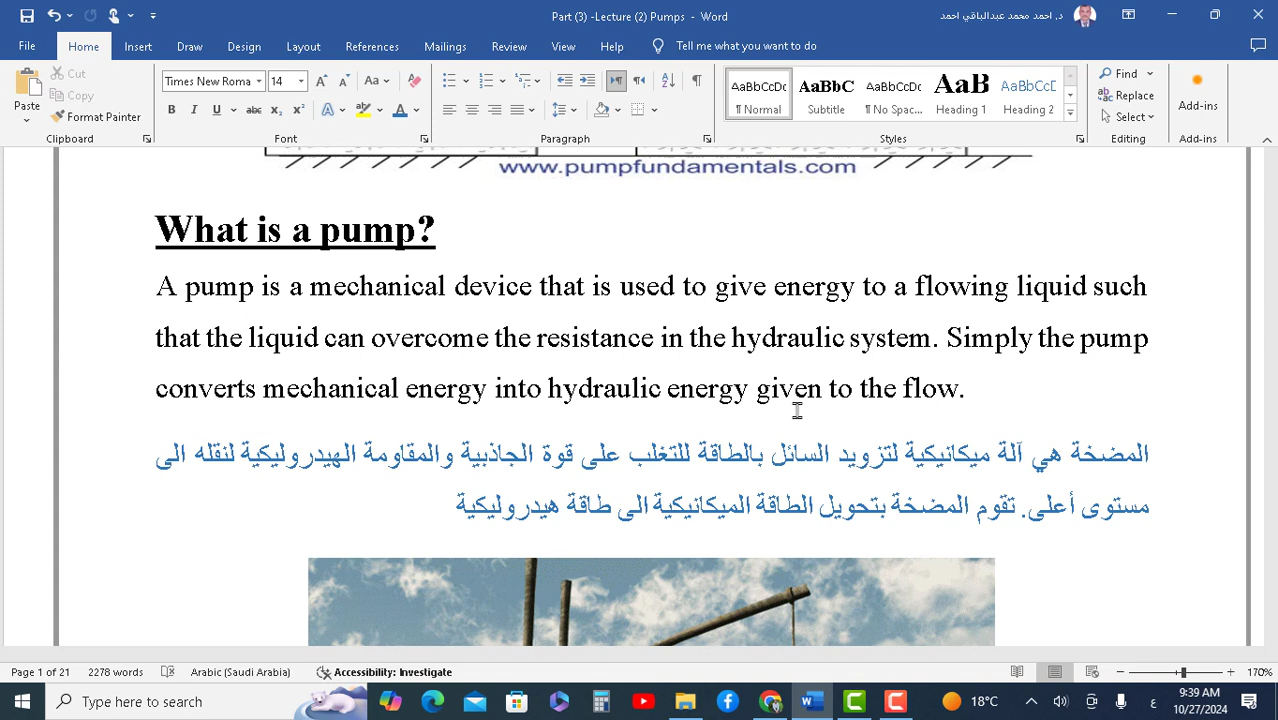 Part (3) -Lecture (2) Pumps - Word
د. احمد محمد عبدالباقي احمد
File Home Insert Draw Design Layout References Mailings Review View Help Tell me what you want to do
Cut
Copy
Paste
Format Painter
Clipboard
Times New Roma 14
Aa
B I U abc x₂ x² A A
Font
Paragraph
AaBbCcDc AaBbC AaBbCcDc AaB AaBbCcD
¶ Normal Subtitle ¶ No Spac... Heading 1 Heading 2
Styles
Find
Replace
Select
Editing
Add-ins
Add-ins
www.pumpfundamentals.com
What is a pump?
A pump is a mechanical device that is used to give energy to a flowing liquid such
that the liquid can overcome the resistance in the hydraulic system. Simply the pump
converts mechanical energy into hydraulic energy given to the flow.
المضخة هي آلة ميكانيكية لتزويد السائل بالطاقة للتغلب على قوة الجاذبية والمقاومة الهيدروليكية لنقله الى
مستوى أعلى. تقوم المضخة بتحويل الطاقة الميكانيكية الى طاقة هيدروليكية
Page 1 of 21 2278 words Arabic (Saudi Arabia) Accessibility: Investigate 170%
Type here to search
18°C
ع
9:39 AM
10/27/2024